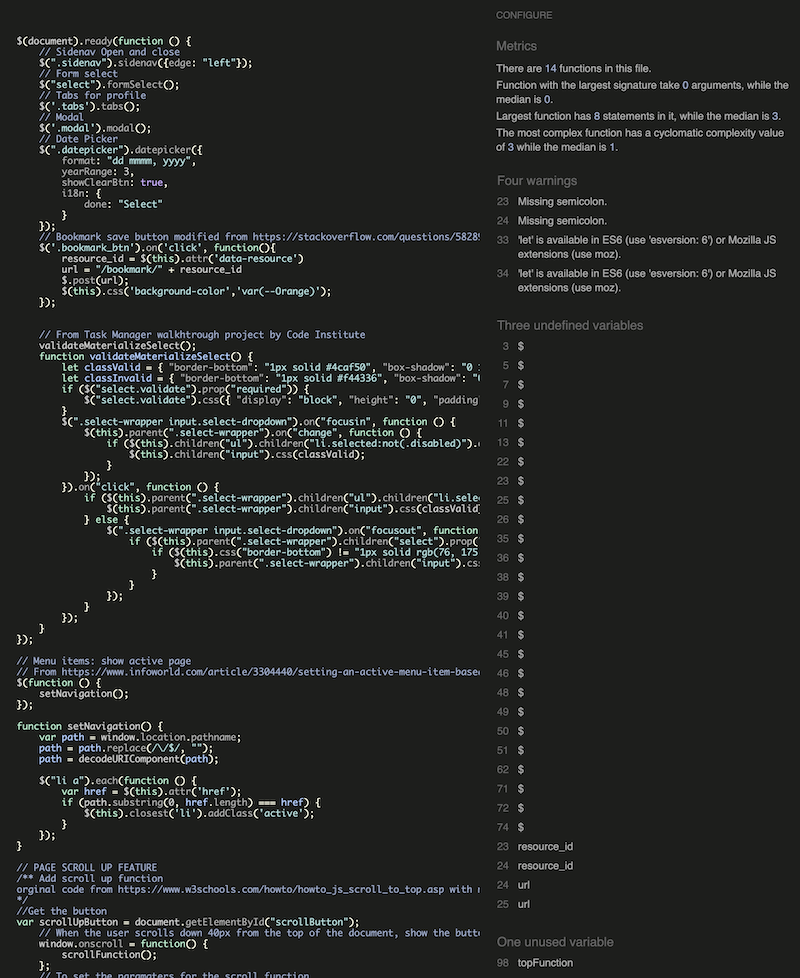 $(document).ready(function () {
// Sidenav Open and close
$(".sidenav").sidenav({edge: "left"});
// Form select
$("select").formSelect();
// Tabs for profile
$('.tabs').tabs();
// Modal
$('.modal').modal();
// Date Picker
$(".datepicker").datepicker({
format: "dd mmmm, yyyy",
yearRange: 3,
showClearBtn: true,
i18n: {
done: "Select"
}
});
// Bookmark save button modified from https://stackoverflow.com/questions/58289
$('.bookmark_btn').on('click', function(){
resource_id = $(this).attr('data-resource')
url = "/bookmark/" + resource_id
$.post(url);
$(this).css('background-color','var(--Orange)');
});
// From Task Manager walkhtrough project by Code Institute
validateMaterializeSelect();
function validateMaterializeSelect() {
let classValid = { "border-bottom": "1px solid #4caf50", "box-shadow": "0
let classInvalid = { "border-bottom": "1px solid #f44336", "box-shadow":
if ($("select.validate").prop("required")) {
$("select.validate").css({ "display": "block", "height": "0", "padding
}
$(".select-wrapper input.select-dropdown").on("focusin", function () {
$(this).parent(".select-wrapper").on("change", function () {
if ($(this).children("ul").children("li.selected:not(.disabled)").
$(this).children("input").css(classValid);
}
});
}).on("click", function () {
if ($(this).parent(".select-wrapper").children("ul").children("li.sele
$(this).parent(".select-wrapper").children("input").css(classValid
} else {
$(".select-wrapper input.select-dropdown").on("focusout", function
if ($(this).parent(".select-wrapper").children("select").prop(
if ($(this).css("border-bottom") != "1px solid rgb(76, 175
$(this).parent(".select-wrapper").children("input").cs
}
}
});
}
});
}
});
// Menu items: show active page
// From https://www.infoworld.com/article/3304440/setting-an-active-menu-item-base
$(function () {
setNavigation();
});
function setNavigation() {
var path = window.location.pathname;
path = path.replace(/\/$/, "");
path = decodeURIComponent(path);
$("li a").each(function () {
var href = $(this).attr('href');
if (path.substring(0, href.length) === href) {
$(this).closest('li').addClass('active');
}
});
}
// PAGE SCROLL UP FEATURE
/** Add scroll up function
orginal code from https://www.w3schools.com/howto/howto_js_scroll_to_top.asp with
*/
//Get the button
var scrollUpButton = document.getElementById("scrollButton");
// When the user scrolls down 40px from the top of the document, show the butt
window.onscroll = function() {
scrollFunction();
};
// To set the paramaters for the scroll function
CONFIGURE
Metrics
There are 14 functions in this file.
Function with the largest signature take 0 arguments, while the
median is 0.
Largest function has 8 statements in it, while the median is 3.
The most complex function has a cyclomatic complexity value
of 3 while the median is 1.
Four warnings
23 Missing semicolon.
24 Missing semicolon.
33 'let' is available in ES6 (use 'esversion: 6') or Mozilla JS
extensions (use moz).
34 'let' is available in ES6 (use 'esversion: 6') or Mozilla JS
extensions (use moz).
Three undefined variables
3 $
5 $
7 $
9 $
11 $
13 $
22 $
23 $
25 $
26 $
35 $
36 $
38 $
39 $
40 $
41 $
45 $
46 $
48 $
49 $
50 $
51 $
62 $
71 $
72 $
74 $
23 resource_id
24 resource_id
24 url
25 url
One unused variable
98 topFunction